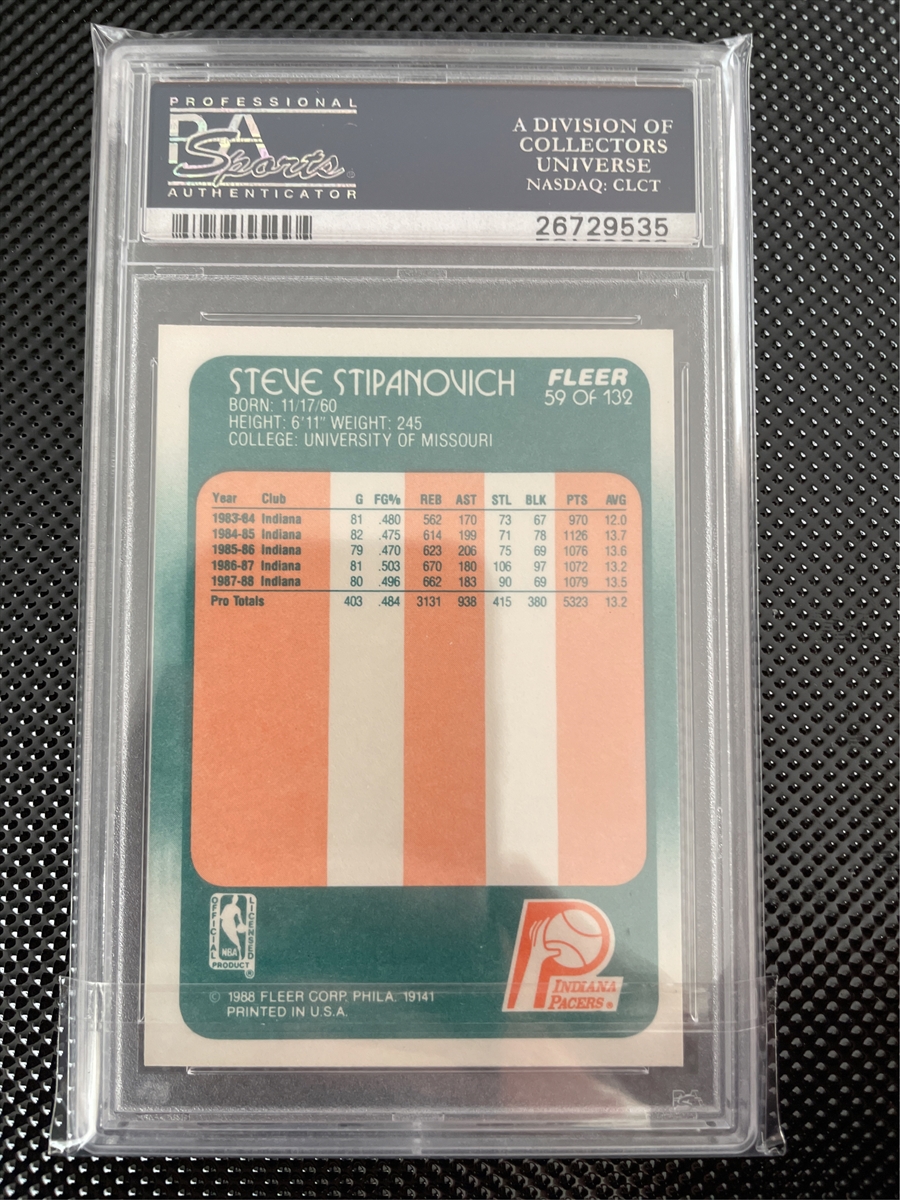 PROFESSIONAL
PSA
Sports
AUTHENTICATOR
A DIVISION OF
COLLECTORS
UNIVERSE
NASDAQ: CLCT
26729535
STEVE STIPANOVICH
BORN: 11/17/60
HEIGHT: 6'11" WEIGHT: 245
COLLEGE: UNIVERSITY OF MISSOURI
FLEER
59 OF 132
Year Club G FG% REB AST STL BLK PTS AVG
1983-84 Indiana 81 .480 562 170 73 67 970 12.0
1984-85 Indiana 82 .475 614 199 71 78 1126 13.7
1985-86 Indiana 79 .470 623 206 75 69 1076 13.6
1986-87 Indiana 81 .503 670 180 106 97 1072 13.2
1987-88 Indiana 80 .496 662 183 90 69 1079 13.5
Pro Totals 403 .484 3131 938 415 380 5323 13.2
OFFICIAL
LICENSED
NBA
PRODUCT ®
INDIANA
PACERS ®
© 1988 FLEER CORP. PHILA. 19141
PRINTED IN U.S.A.